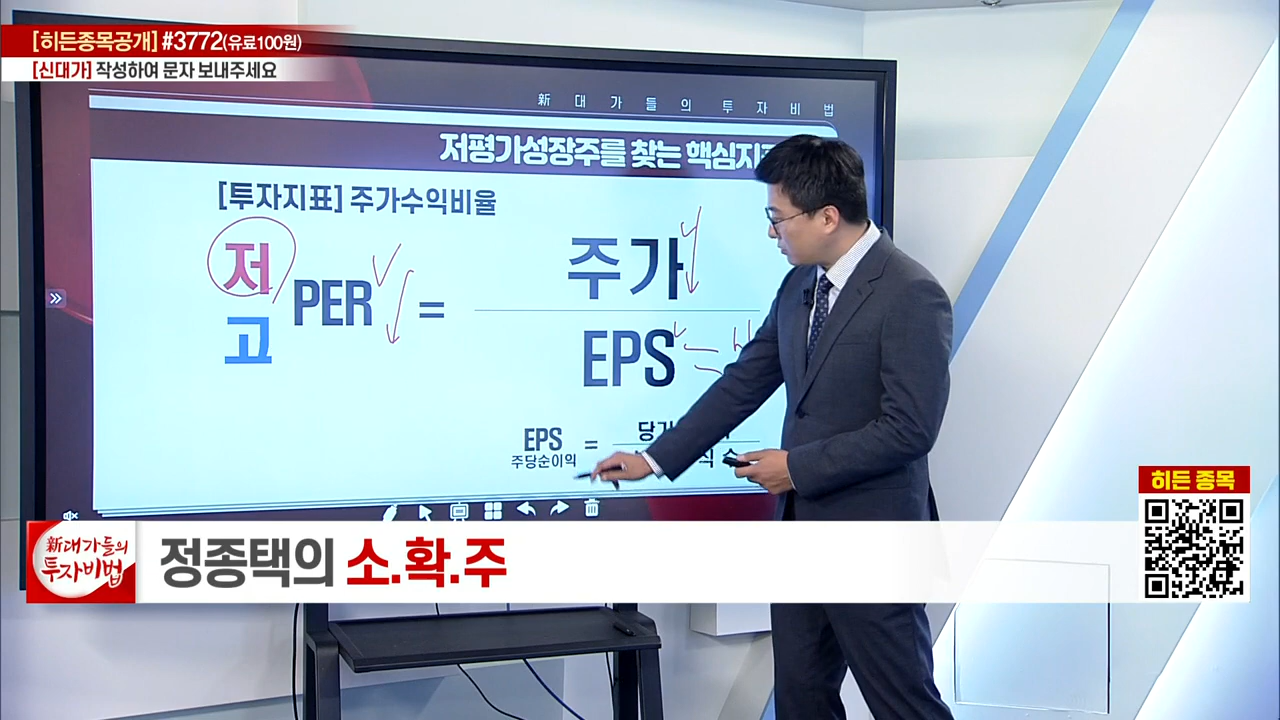 [히든종목공개] #3772(유료100원)
[신대가] 작성하여 문자 보내주세요
新 대 가 들 의 투 자 비 법
저평가성장주를 찾는 핵심지표
[투자지표] 주가수익비율
저
고
PER =
주가
EPS
EPS
주당순이익
=
히든 종목
新대가들의
투자비법
정종택의 소.확.주